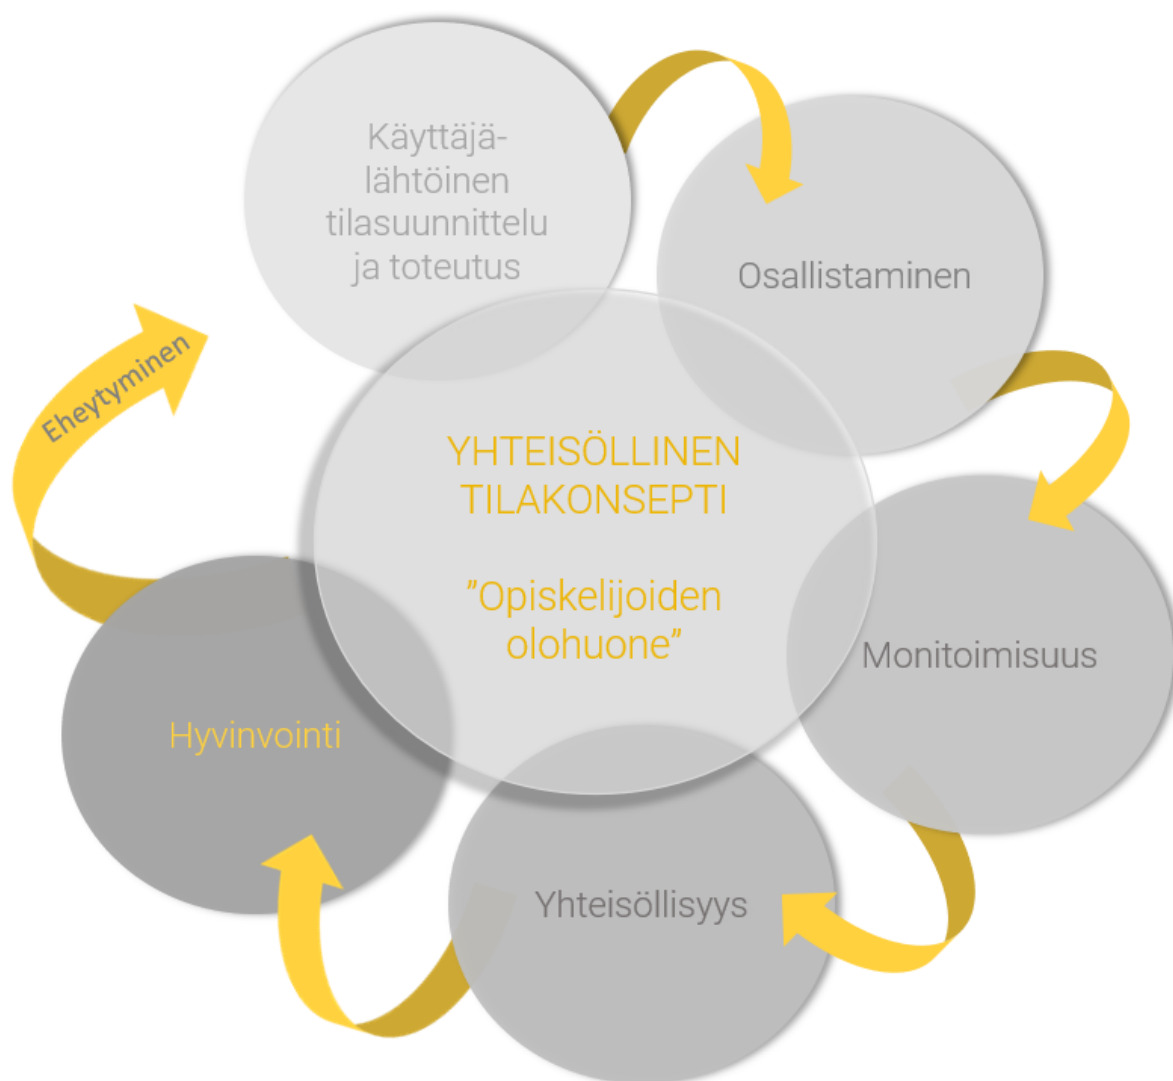 Käyttäjä-
lähtöinen
tilasuunnittelu
ja toteutus
Osallistaminen
Eheytyminen
YHTEISÖLLINEN
TILAKONSEPTI
”Opiskelijoiden
olohuone”
Monitoimisuus
Hyvinvointi
Yhteisöllisyys